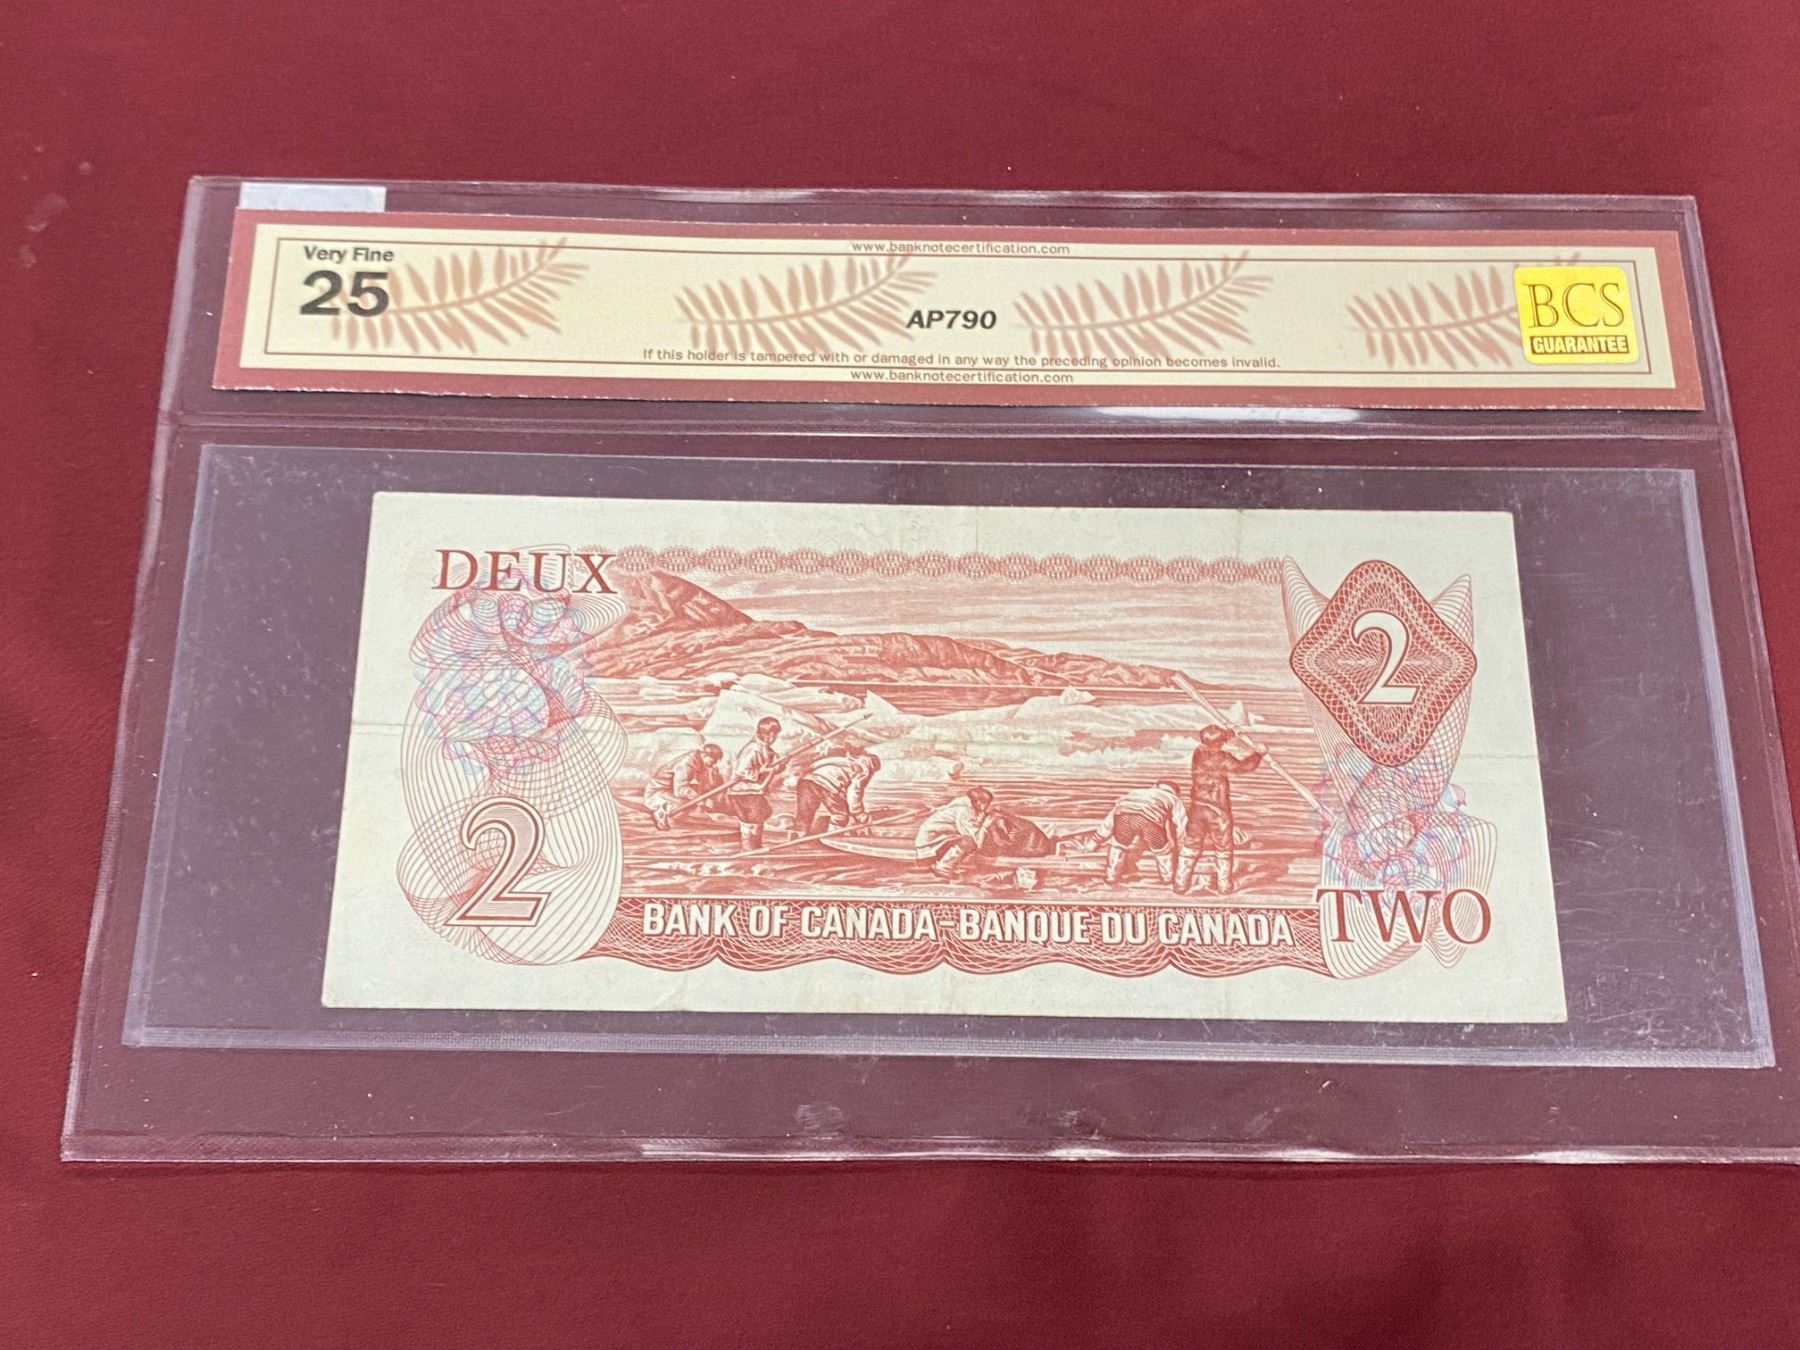 www.banknotecertification.com
Very Fine
25
AP790
BCS
GUARANTEE
If this holder is tampered with or damaged in any way the preceding opinion becomes invalid.
www.banknotecertification.com
DEUX
2
2
BANK OF CANADA-BANQUE DU CANADA
TWO